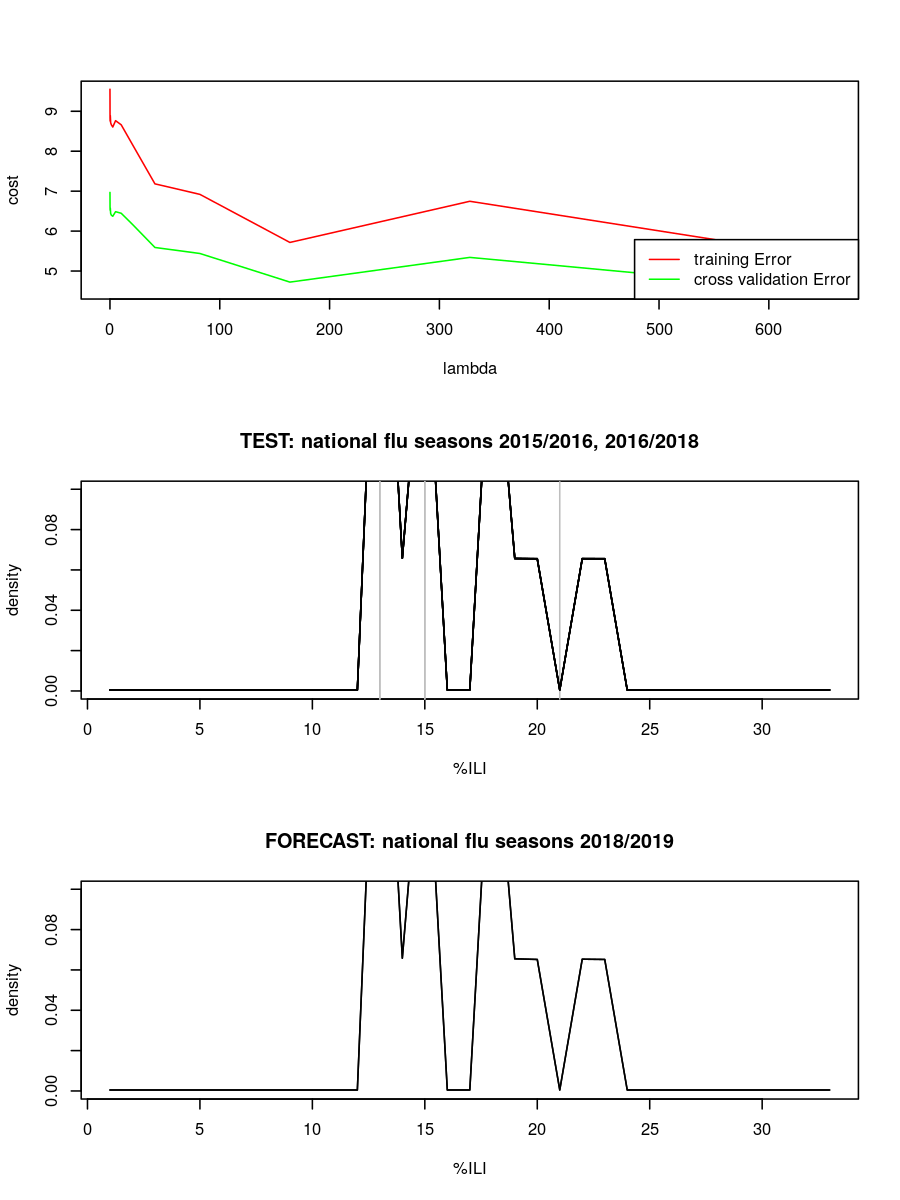 9
8
7
6
5
cost
training Error
cross validation Error
0 100 200 300 400 500 600
lambda
TEST: national flu seasons 2015/2016, 2016/2018
0.08
0.04
0.00
density
0 5 10 15 20 25 30
%ILI
FORECAST: national flu seasons 2018/2019
0.08
0.04
0.00
density
0 5 10 15 20 25 30
%ILI